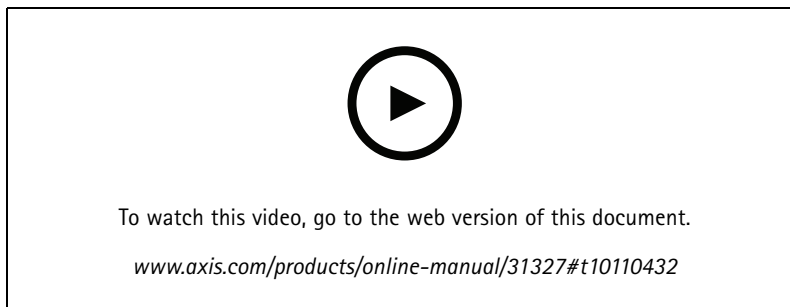 To watch this video, go to the web version of this document.
www.axis.com/products/online-manual/31327#t10110432